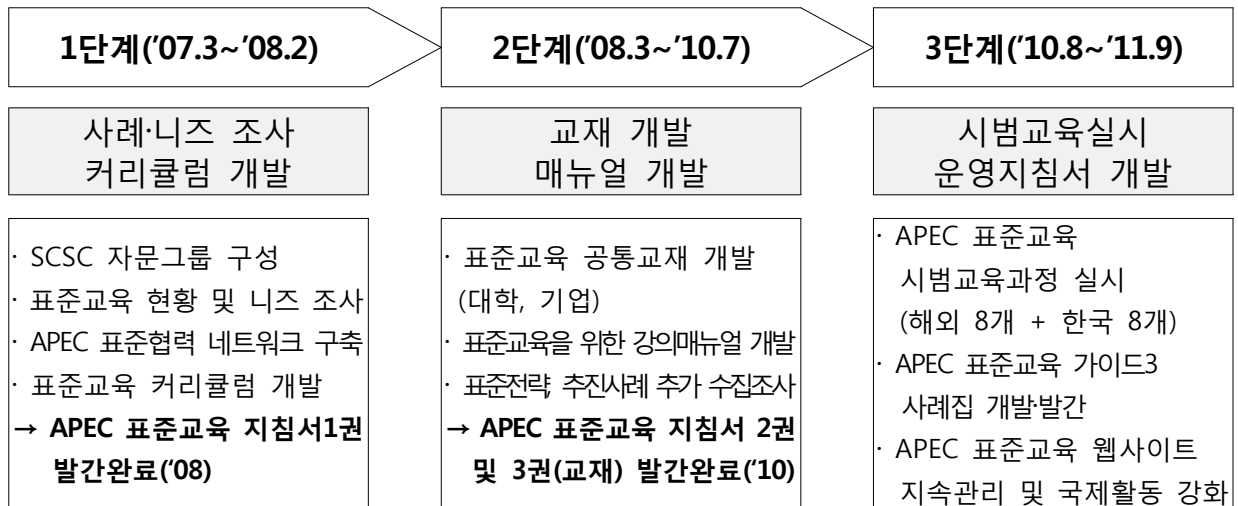 1단계('07.3~'08.2)
사례·니즈 조사
커리큘럼 개발
· SCSC 자문그룹 구성
· 표준교육 현황 및 니즈 조사
· APEC 표준협력 네트워크 구축
· 표준교육 커리큘럼 개발
→ APEC 표준교육 지침서1권
발간완료('08)
2단계('08.3~'10.7)
교재 개발
매뉴얼 개발
· 표준교육 공통교재 개발
(대학, 기업)
· 표준교육을 위한 강의매뉴얼 개발
· 표준전략, 추진사례 추가 수집조사
→ APEC 표준교육 지침서 2권
및 3권(교재) 발간완료('10)
3단계('10.8~'11.9)
시범교육실시
운영지침서 개발
· APEC 표준교육
시범교육과정 실시
(해외 8개 + 한국 8개)
· APEC 표준교육 가이드3
사례집 개발·발간
· APEC 표준교육 웹사이트
지속관리 및 국제활동 강화